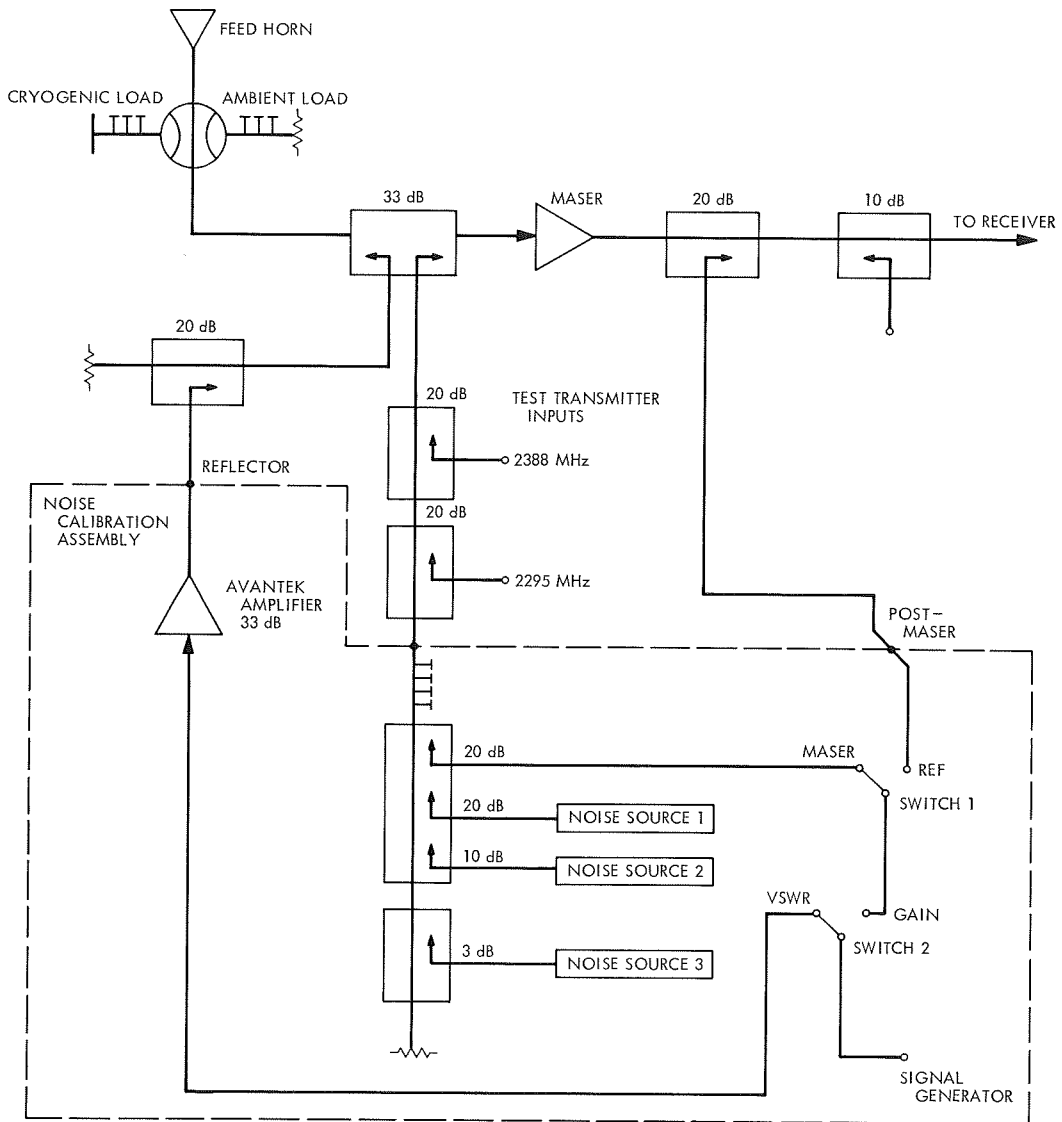 FEED HORN
CRYOGENIC LOAD
AMBIENT LOAD
33 dB
MASER
20 dB
10 dB
TO RECEIVER
20 dB
20 dB
TEST TRANSMITTER
INPUTS
2388 MHz
REFLECTOR
NOISE
CALIBRATION
ASSEMBLY
20 dB
2295 MHz
AVANTEK
AMPLIFIER
33 dB
POST-
MASER
20 dB
MASER
REF
SWITCH 1
20 dB
NOISE SOURCE 1
10 dB
NOISE SOURCE 2
VSWR
GAIN
SWITCH 2
3 dB
NOISE SOURCE 3
SIGNAL
GENERATOR